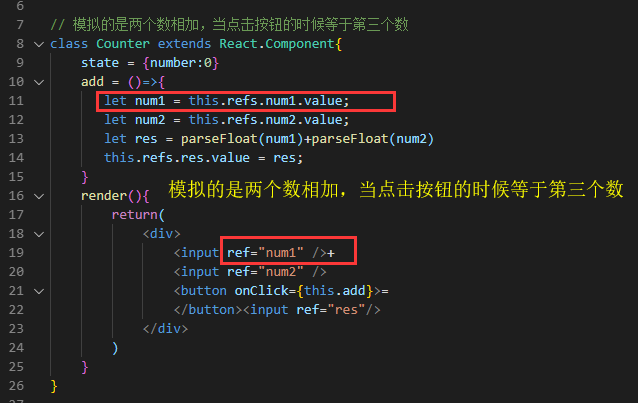 6
7 // 模拟的是两个数相加，当点击按钮的时候等于第三个数
8 class Counter extends React.Component{
9 state = {number:0}
10 add = ()=>{
11 let num1 = this.refs.num1.value;
12 let num2 = this.refs.num2.value;
13 let res = parseFloat(num1)+parseFloat(num2)
14 this.refs.res.value = res;
15 }
16 render(){ 模拟的是两个数相加，当点击按钮的时候等于第三个数
17 return(
18 <div>
19 <input ref="num1" />+
20 <input ref="num2" />
21 <button onClick={this.add}>=
22 </button><input ref="res"/>
23 </div>
24 )
25 }
26 }
27